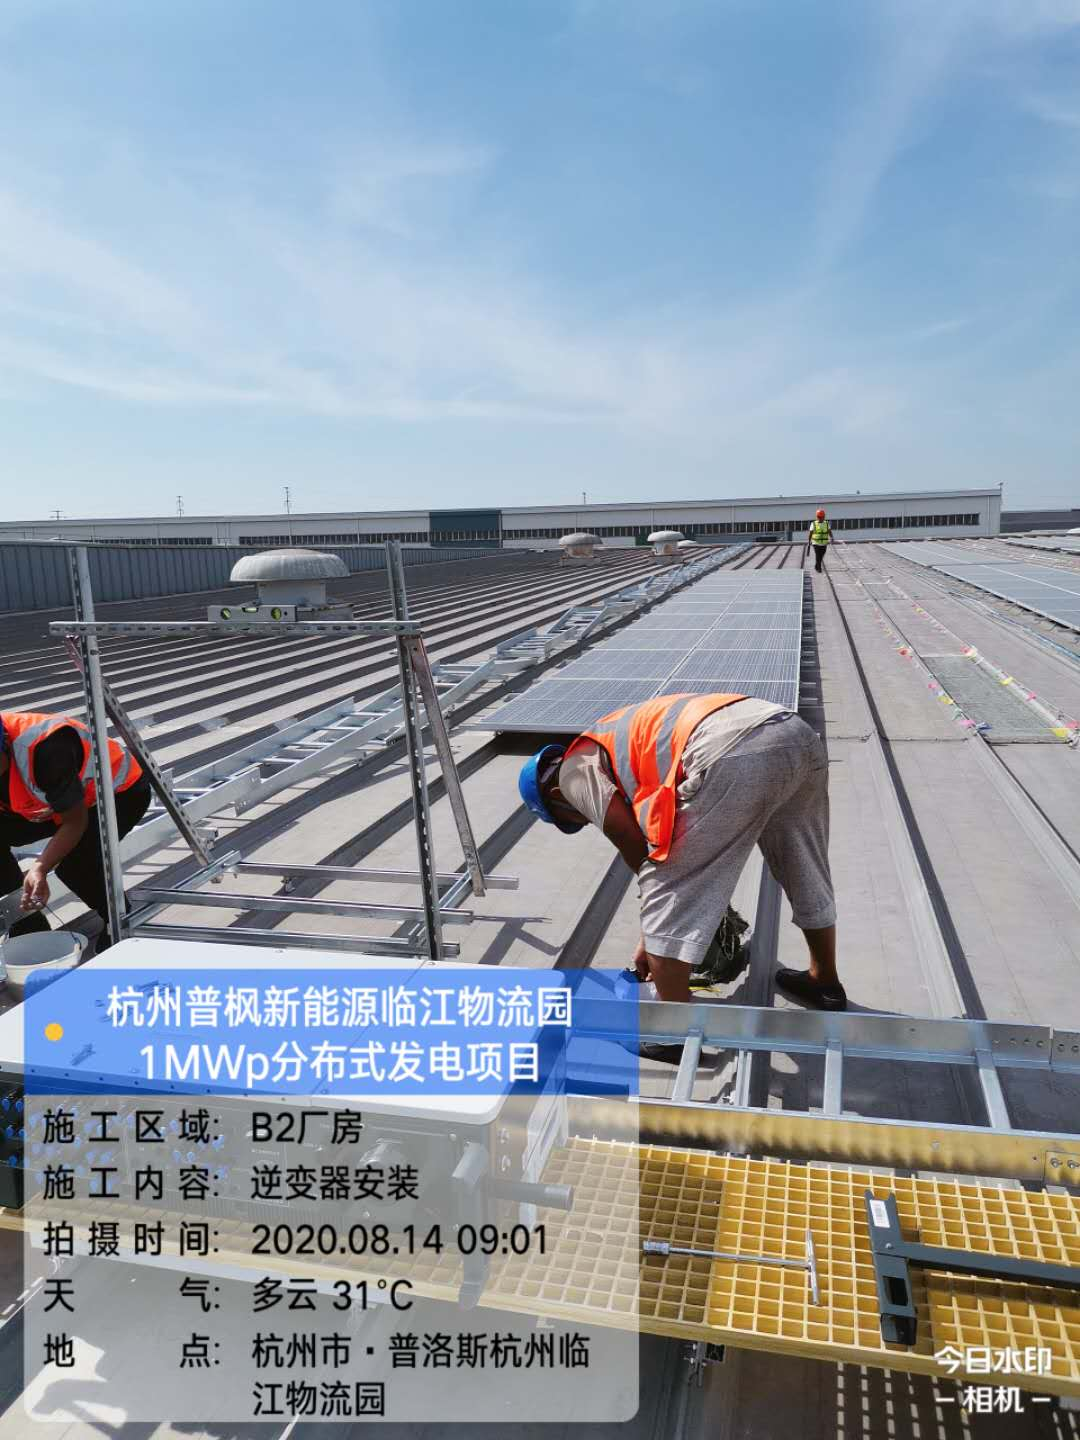 杭州普枫新能源临江物流园
1MWp分布式发电项目
施工区域: B2厂房
施工内容: 逆变器安装
拍摄时间: 2020.08.14 09:01
天气: 多云 31°C
地点: 杭州市·普洛斯杭州临
江物流园
今日水印
- 相机 -